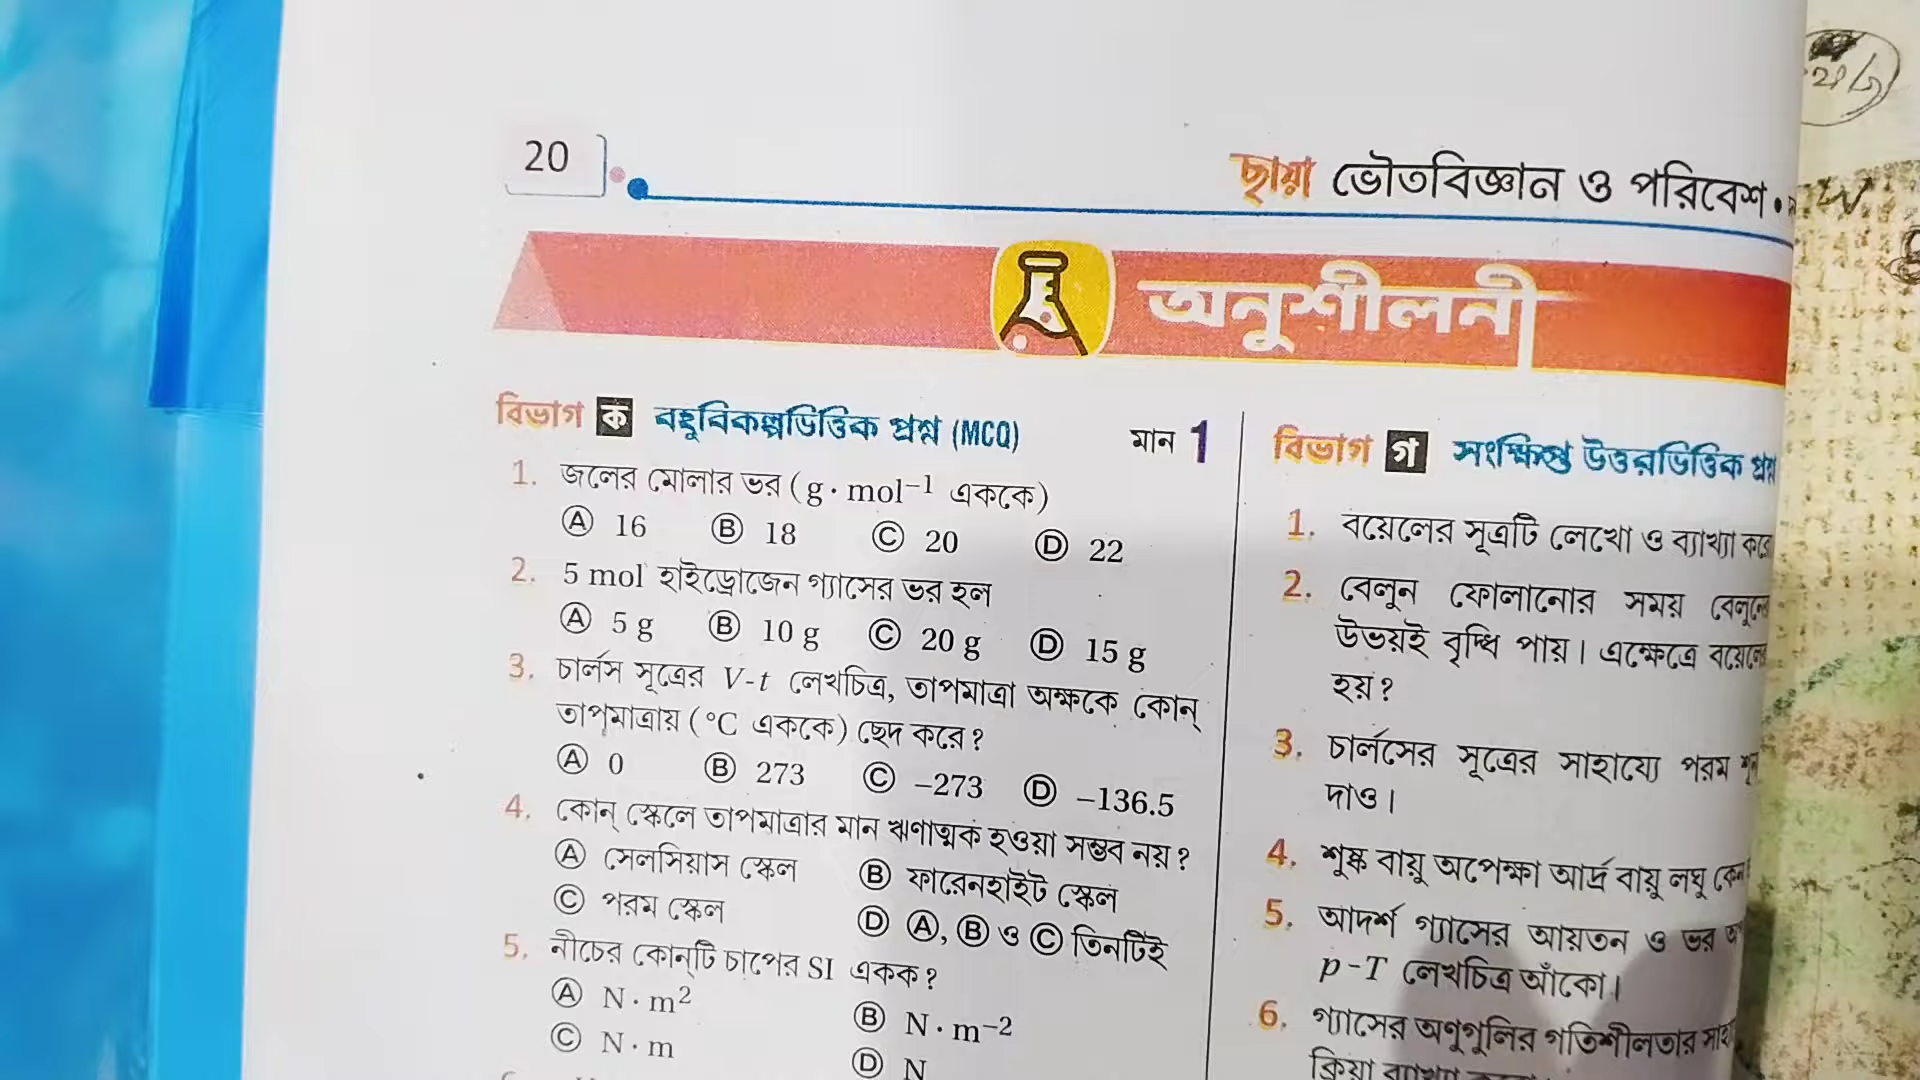 20
ছায়া ভৌতবিজ্ঞান ও পরিবেশ •
অনুশীলনী
বিভাগ ক বহুবিকল্পভিত্তিক প্রশ্ন (MCQ) মান 1
1. জলের মোলার ভর (g · mol⁻¹ এককে)
Ⓐ 16 Ⓑ 18 Ⓒ 20 Ⓓ 22
2. 5 mol হাইড্রোজেন গ্যাসের ভর হল
Ⓐ 5 g Ⓑ 10 g Ⓒ 20 g Ⓓ 15 g
3. চার্লস সূত্রের V-t লেখচিত্র, তাপমাত্রা অক্ষকে কোন্
তাপমাত্রায় (°C এককে) ছেদ করে?
Ⓐ 0 Ⓑ 273 Ⓒ –273 Ⓓ –136.5
4. কোন্ স্কেলে তাপমাত্রার মান ঋণাত্মক হওয়া সম্ভব নয়?
Ⓐ সেলসিয়াস স্কেল Ⓑ ফারেনহাইট স্কেল
Ⓒ পরম স্কেল Ⓓ Ⓐ, Ⓑ ও Ⓒ তিনটিই
5. নীচের কোন্‌টি চাপের SI একক?
Ⓐ N · m² Ⓑ N · m⁻²
Ⓒ N · m Ⓓ N
বিভাগ গ সংক্ষিপ্ত উত্তরভিত্তিক প্রশ্ন
1. বয়েলের সূত্রটি লেখো ও ব্যাখ্যা
2. বেলুন ফোলানোর সময়
উভয়ই বৃদ্ধি পায়। এক্ষেত্রে
হয়?
3. চার্লসের সূত্রের সাহায্যে পরম
দাও।
4. শুষ্ক বায়ু অপেক্ষা আর্দ্র বায়ু লঘু কেন
5. আদর্শ গ্যাসের আয়তন ও ভর
p-T লেখচিত্র আঁকো।
6. গ্যাসের অণুগুলির গতিশীলতার
ক্রিয়া